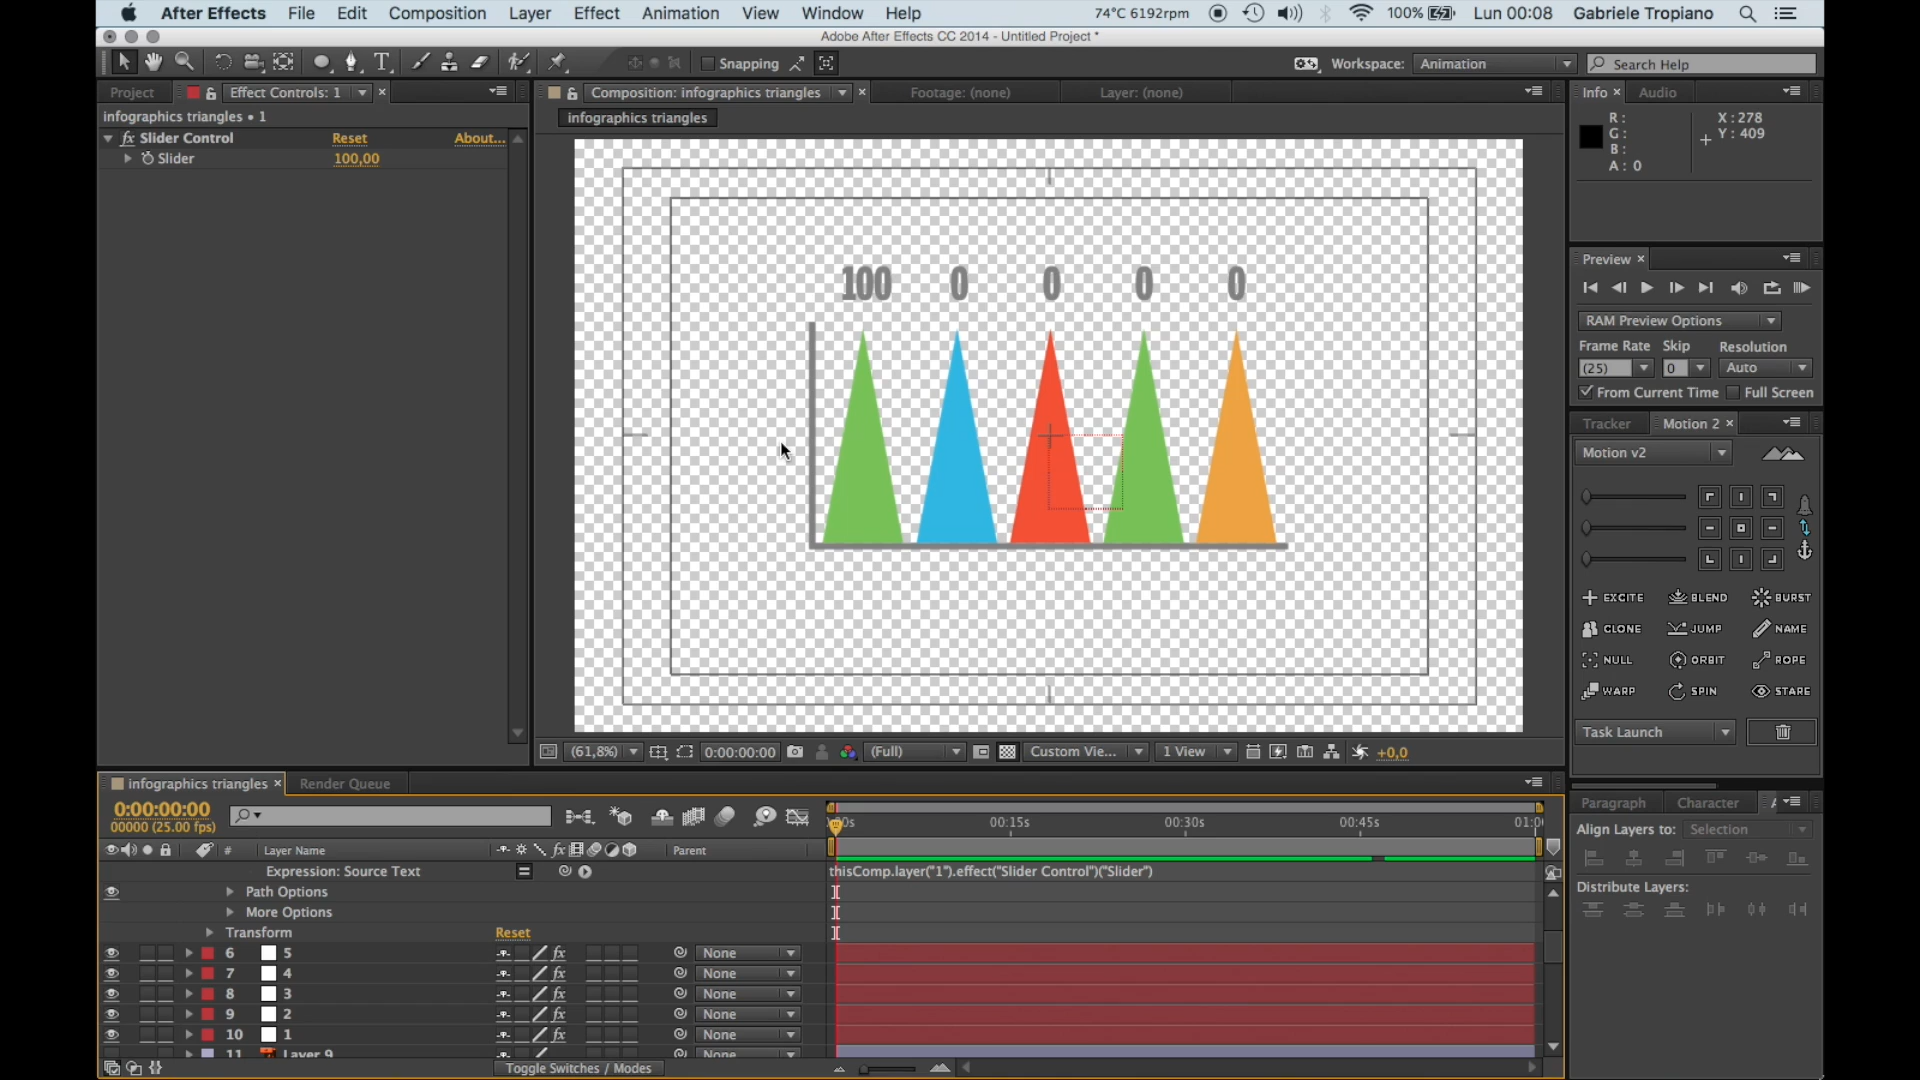 After Effects File Edit Composition Layer Effect Animation View Window Help 74°C 6192rpm 100% Lun 00:08 Gabriele Tropiano
Adobe After Effects CC 2014 - Untitled Project *
Snapping Workspace: Animation Search Help
Project Effect Controls: 1
infographics triangles • 1
fx Slider Control Reset About...
Slider 100,00
Composition: infographics triangles Footage: (none) Layer: (none)
infographics triangles
100 0 0 0 0
(61,8%) 0:00:00:00 (Full) Custom Vie... 1 View +0,0
Info Audio
R: X : 278
G: Y : 409
B:
A : 0
Preview
RAM Preview Options
Frame Rate Skip Resolution
(25) 0 Auto
From Current Time Full Screen
Tracker Motion 2
Motion v2
EXCITE BLEND BURST
CLONE JUMP NAME
NULL ORBIT ROPE
WARP SPIN STARE
Task Launch
Paragraph Character
Align Layers to: Selection
Distribute Layers:
infographics triangles Render Queue
0:00:00:00
00000 (25.00 fps)
00:15s 00:30s 00:45s
# Layer Name fx Parent
Expression: Source Text thisComp.layer("1").effect("Slider Control")("Slider")
Path Options
More Options
Transform Reset
6 5 fx None
7 4 fx None
8 3 fx None
9 2 fx None
10 1 fx None
11 Layer 9 None
Toggle Switches / Modes